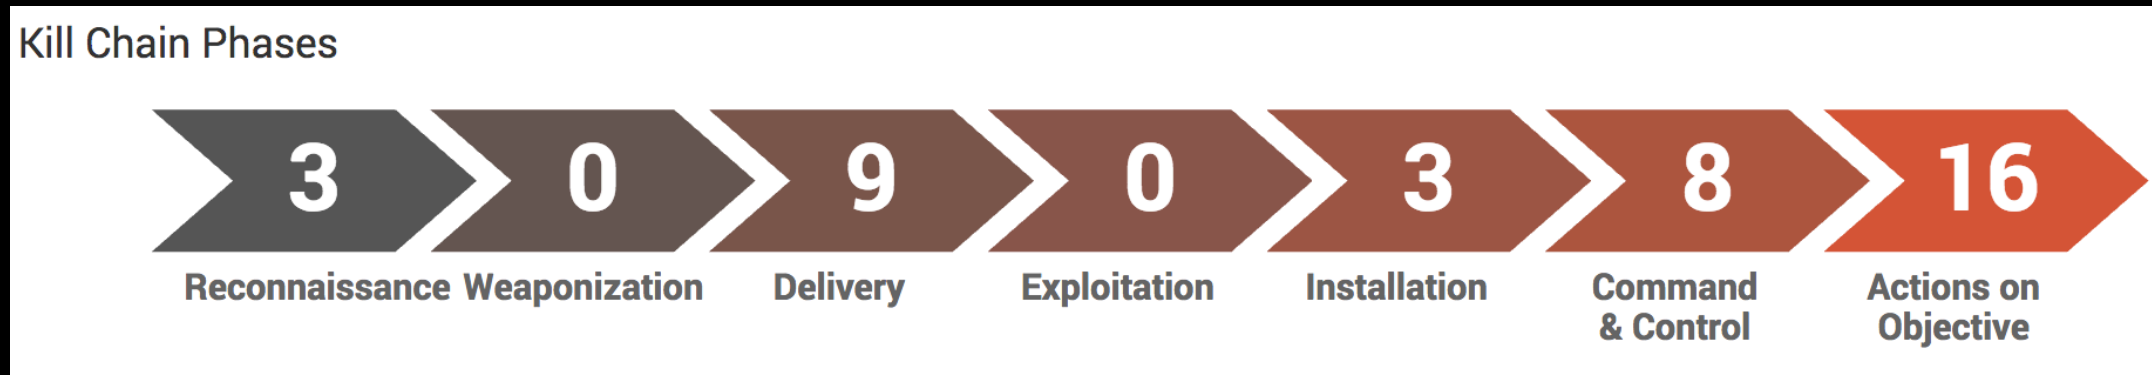 Kill Chain Phases
3 0 9 0 3 8 16
Reconnaissance Weaponization Delivery Exploitation Installation Command & Control Actions on Objective